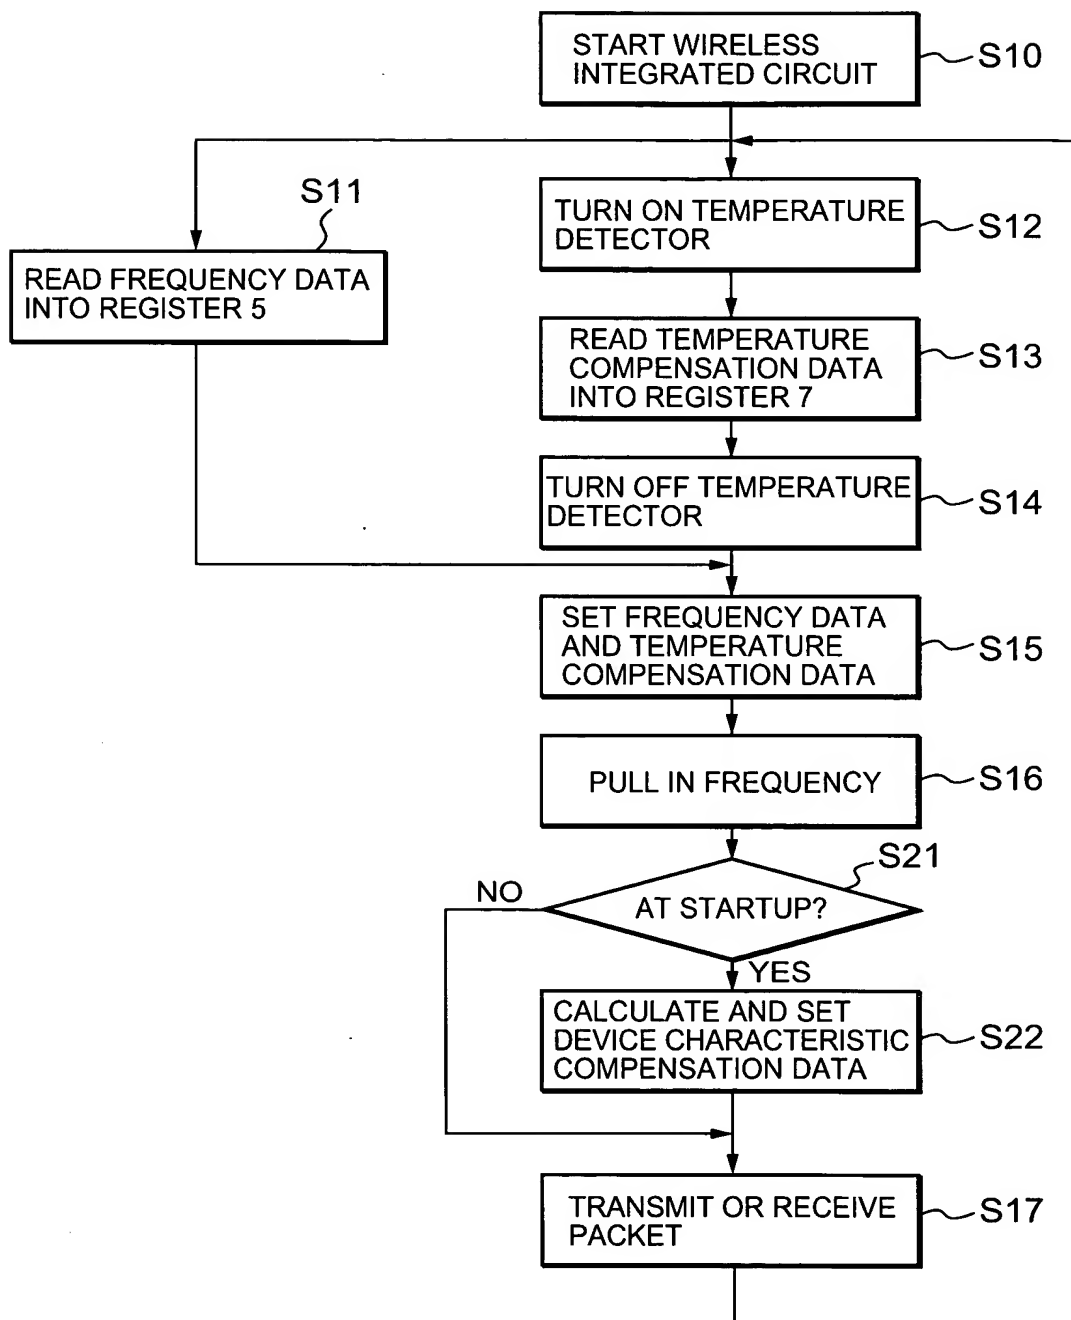 START WIRELESS
INTEGRATED CIRCUIT
S10
S11
READ FREQUENCY DATA
INTO REGISTER 5
TURN ON TEMPERATURE
DETECTOR
S12
READ TEMPERATURE
COMPENSATION DATA
INTO REGISTER 7
S13
TURN OFF TEMPERATURE
DETECTOR
S14
SET FREQUENCY DATA
AND TEMPERATURE
COMPENSATION DATA
S15
PULL IN FREQUENCY
S16
S21
AT STARTUP?
NO
YES
CALCULATE AND SET
DEVICE CHARACTERISTIC
COMPENSATION DATA
S22
TRANSMIT OR RECEIVE
PACKET
S17